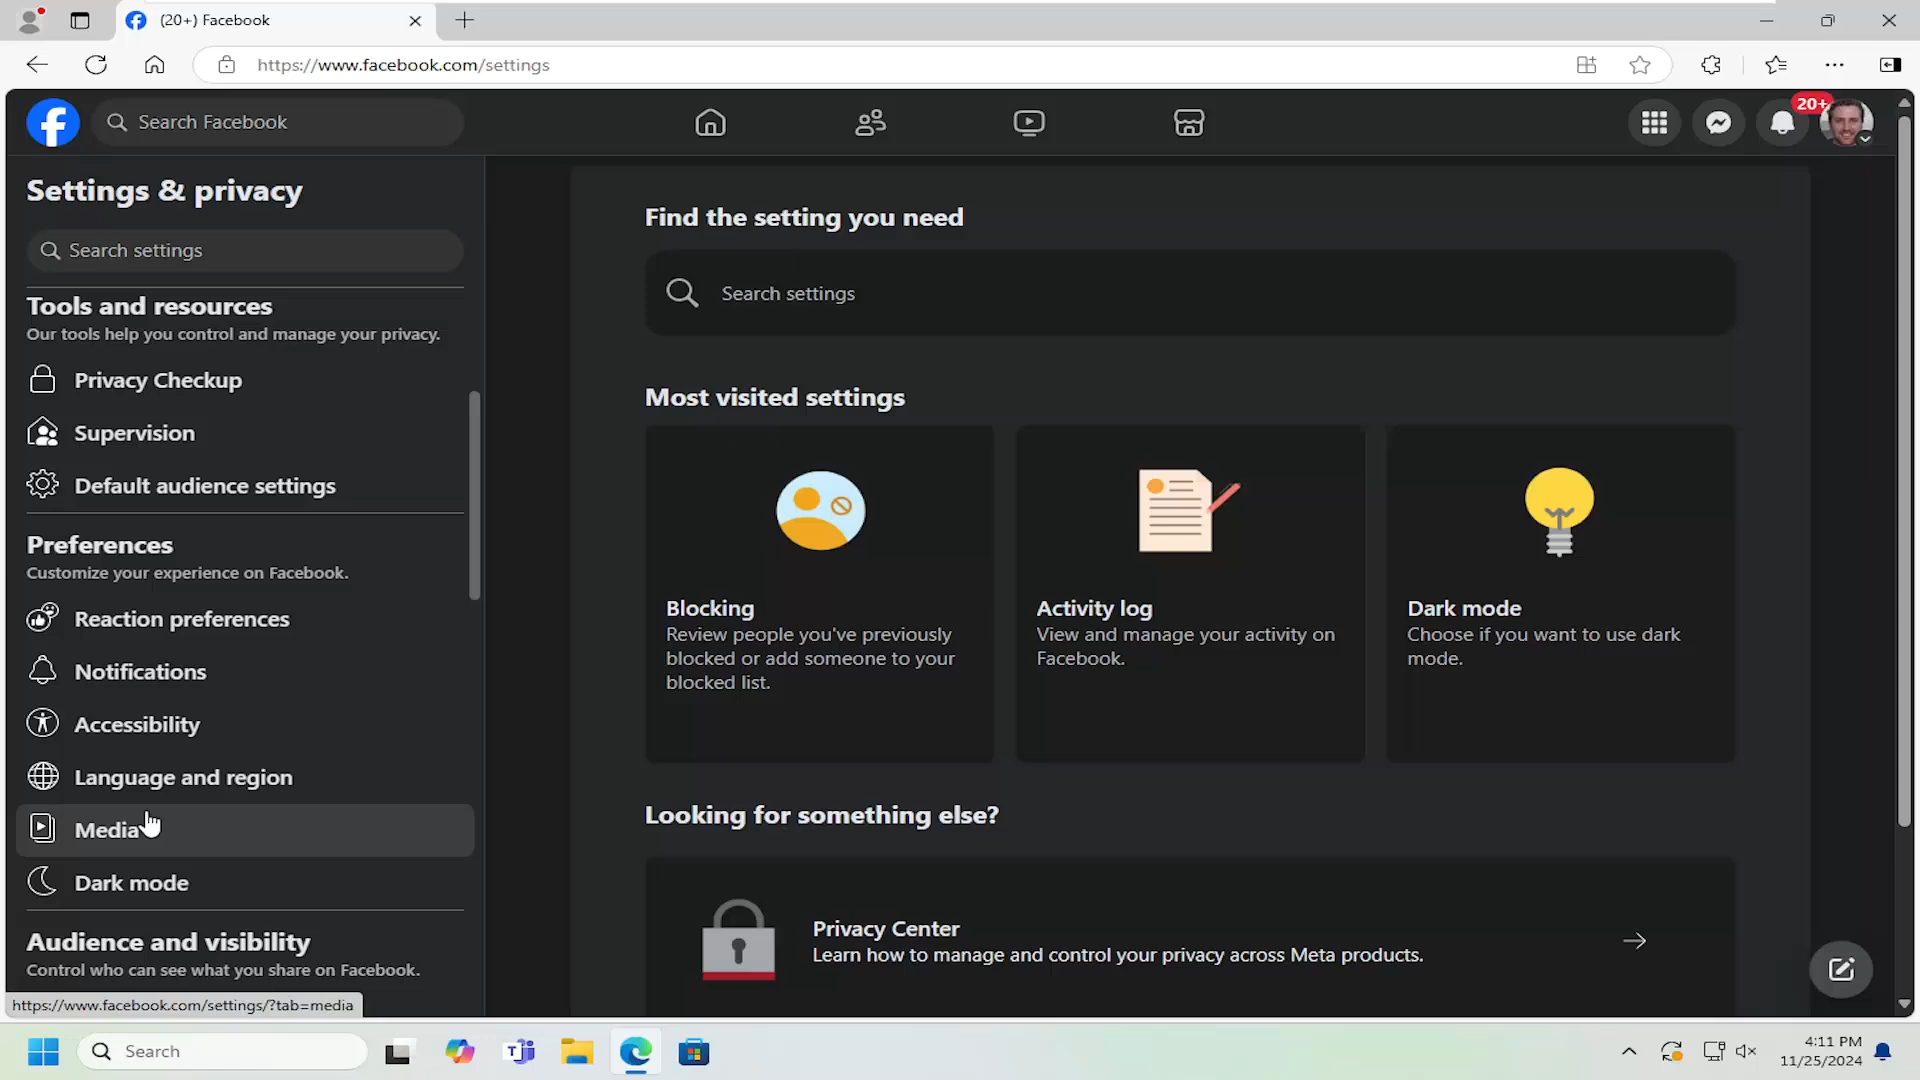 (20+) Facebook
https://www.facebook.com/settings
Search Facebook
20+
Settings & privacy
Search settings
Tools and resources
Our tools help you control and manage your privacy.
Privacy Checkup
Supervision
Default audience settings
Preferences
Customize your experience on Facebook.
Reaction preferences
Notifications
Accessibility
Language and region
Media
Dark mode
Audience and visibility
Control who can see what you share on Facebook.
https://www.facebook.com/settings/?tab=media
Find the setting you need
Search settings
Most visited settings
Blocking
Review people you've previously
blocked or add someone to your
blocked list.
Activity log
View and manage your activity on
Facebook.
Dark mode
Choose if you want to use dark
mode.
Looking for something else?
Privacy Center
Learn how to manage and control your privacy across Meta products.
Search
4:11 PM
11/25/2024